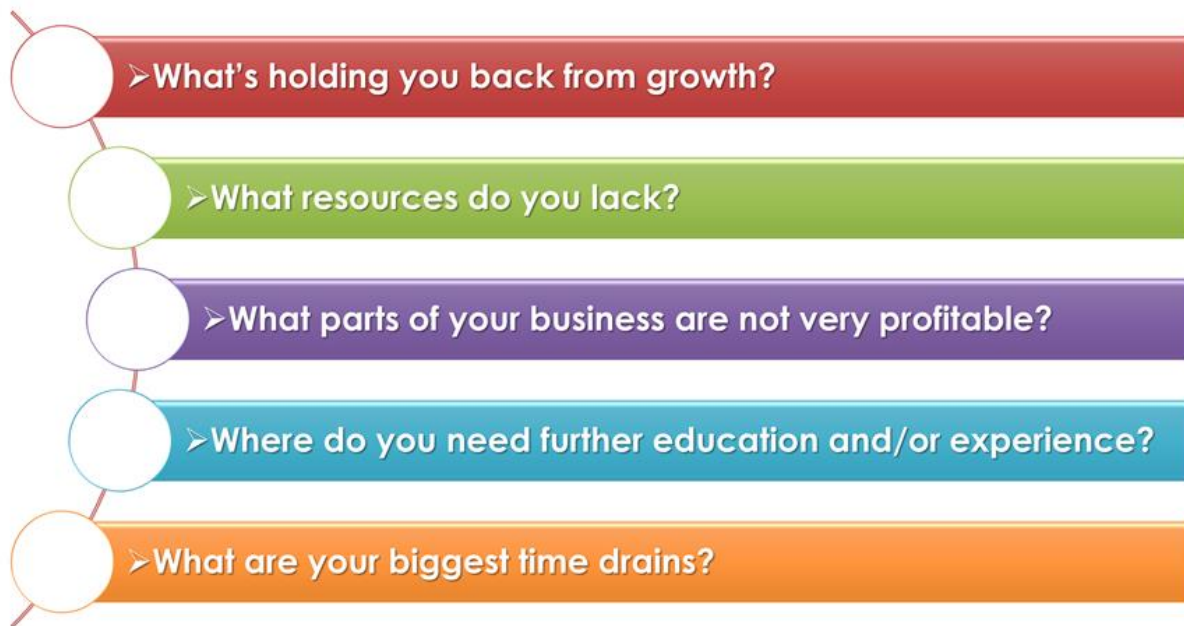 ➢What's holding you back from growth?
➢What resources do you lack?
➢What parts of your business are not very profitable?
➢Where do you need further education and/or experience?
➢What are your biggest time drains?